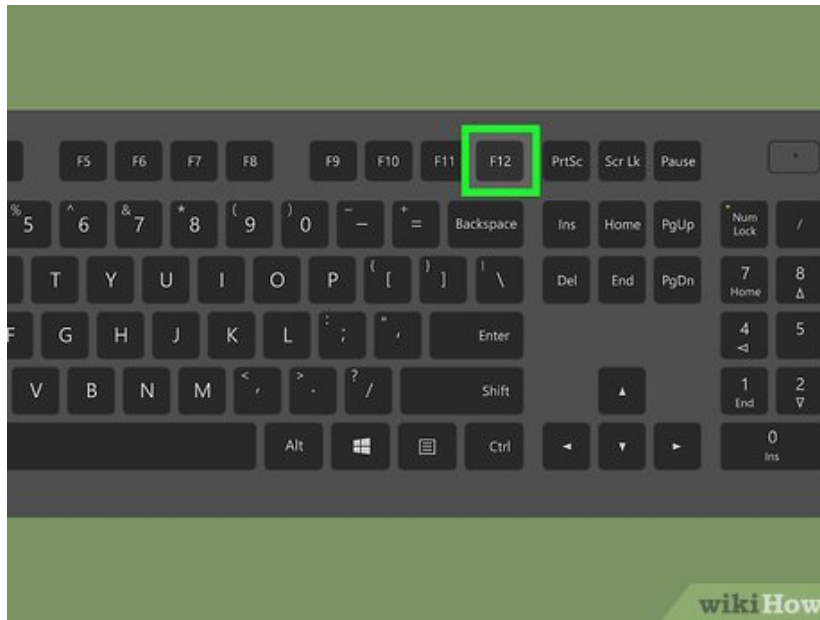 F5 F6 F7 F8 F9 F10 F11 F12 PrtSc Scr Lk Pause
% 5 ^ 6 & 7 * 8 ( 9 ) 0 – – + = Backspace Ins Home PgUp Num Lock /
T Y U I O P { [ } ] | \ Del End PgDn 7 Home 8
F G H J K L : ; " ' Enter 4 5
V B N M < , > . ? / Shift 1 End 2
Alt Ctrl 0 Ins
wikiHow